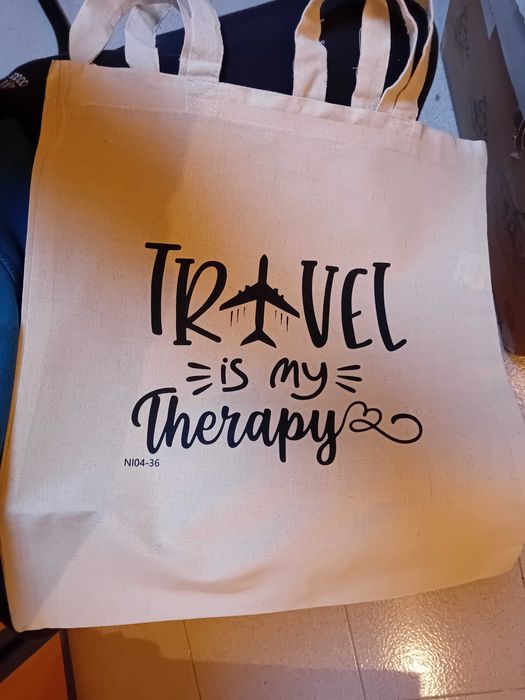 TRAVEL
is my
Therapy
NI04-36